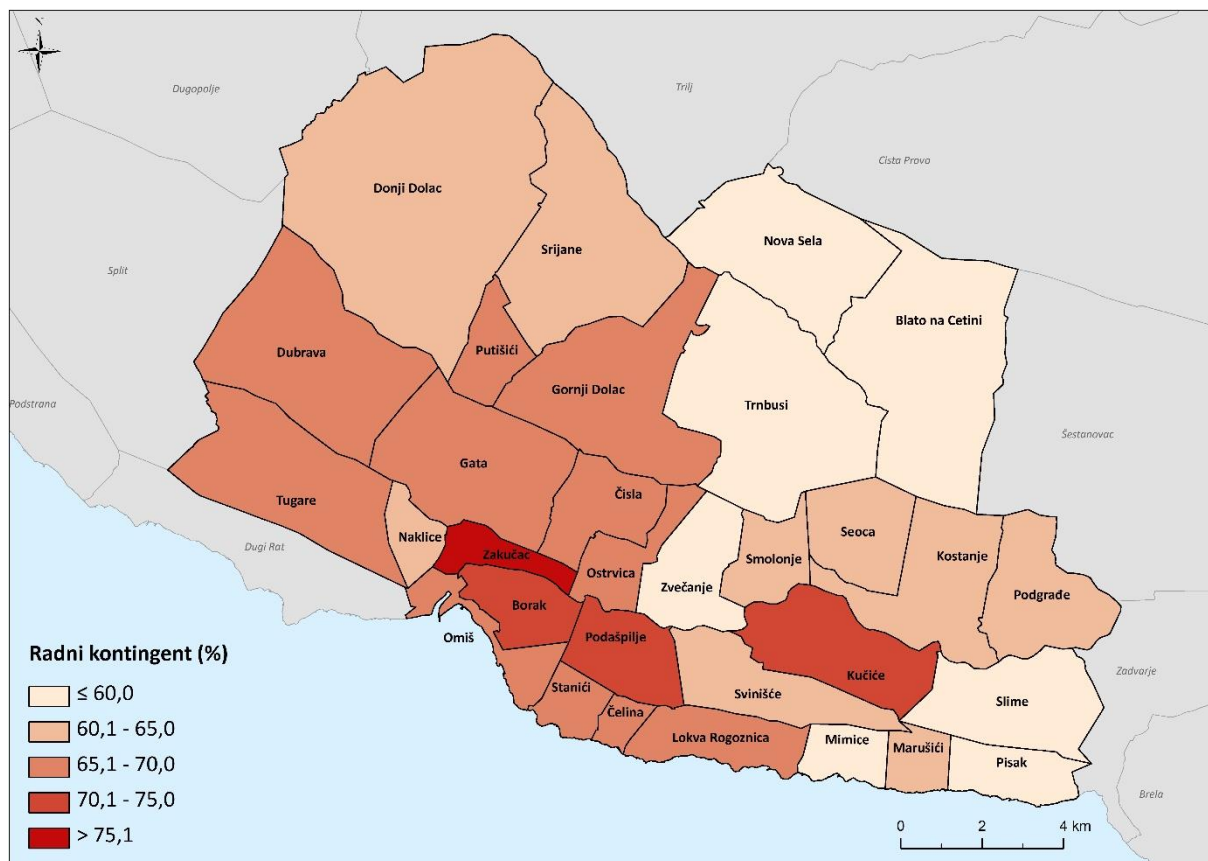 N
Dugopolje
Trilj
Cista Prova
Donji Dolac
Nova Sela
Srijane
Split
Blato na Cetini
Dubrava
Putišići
Gornji Dolac
Trnbusi
Podstrana
Šestanovac
Gata
Čisla
Tugare
Seoca
Naklice
Kostanje
Dugi Rat
Zakučac
Ostrvica
Smolonje
Zvečanje
Podgrađe
Borak
Omiš
Podašpilje
Radni kontingent (%)
≤ 60,0
60,1 - 65,0
65,1 - 70,0
70,1 - 75,0
> 75,1
Zadvarje
Kučiće
Stanići
Svinišće
Slime
Čelina
Lokva Rogoznica
Mimice
Marušići
Pisak
Brela
0 2 4 km